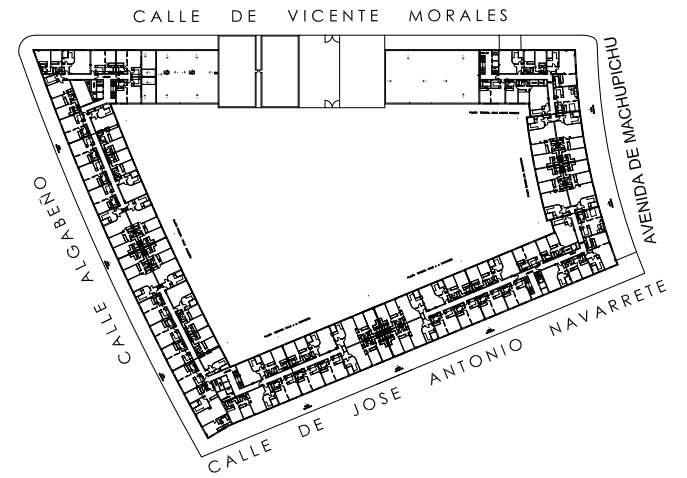 CALLE DE VICENTE MORALES
AVENIDA DE MACHUPICHU
CALLE ALGABEÑO
CALLE DE JOSE ANTONIO NAVARRETE